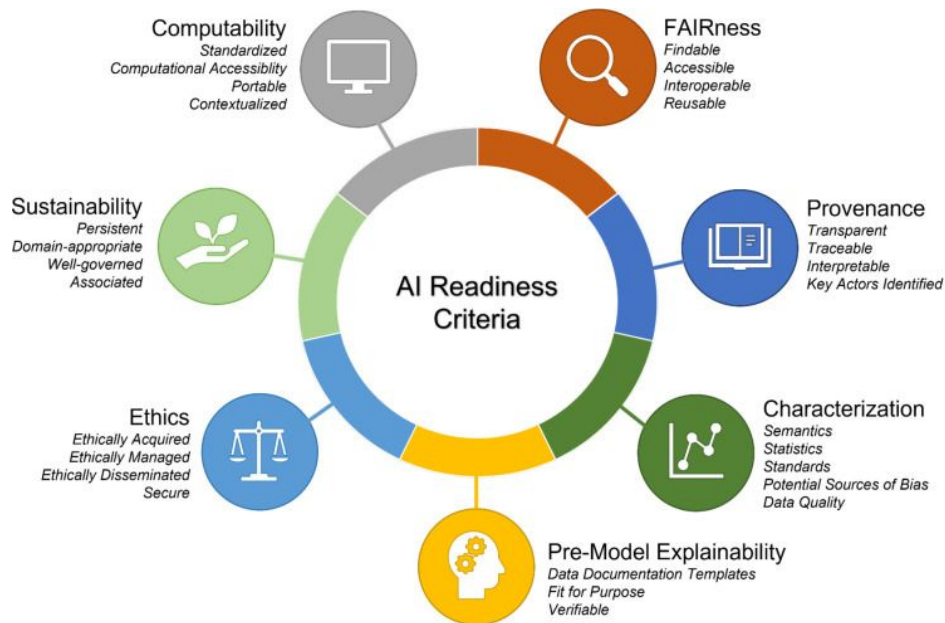 Computability
Standardized
Computational Accessiblity
Portable
Contextualized
FAIRness
Findable
Accessible
Interoperable
Reusable
Sustainability
Persistent
Domain-appropriate
Well-governed
Associated
Provenance
Transparent
Traceable
Interpretable
Key Actors Identified
AI Readiness
Criteria
Ethics
Ethically Acquired
Ethically Managed
Ethically Disseminated
Secure
Characterization
Semantics
Statistics
Standards
Potential Sources of Bias
Data Quality
Pre-Model Explainability
Data Documentation Templates
Fit for Purpose
Verifiable